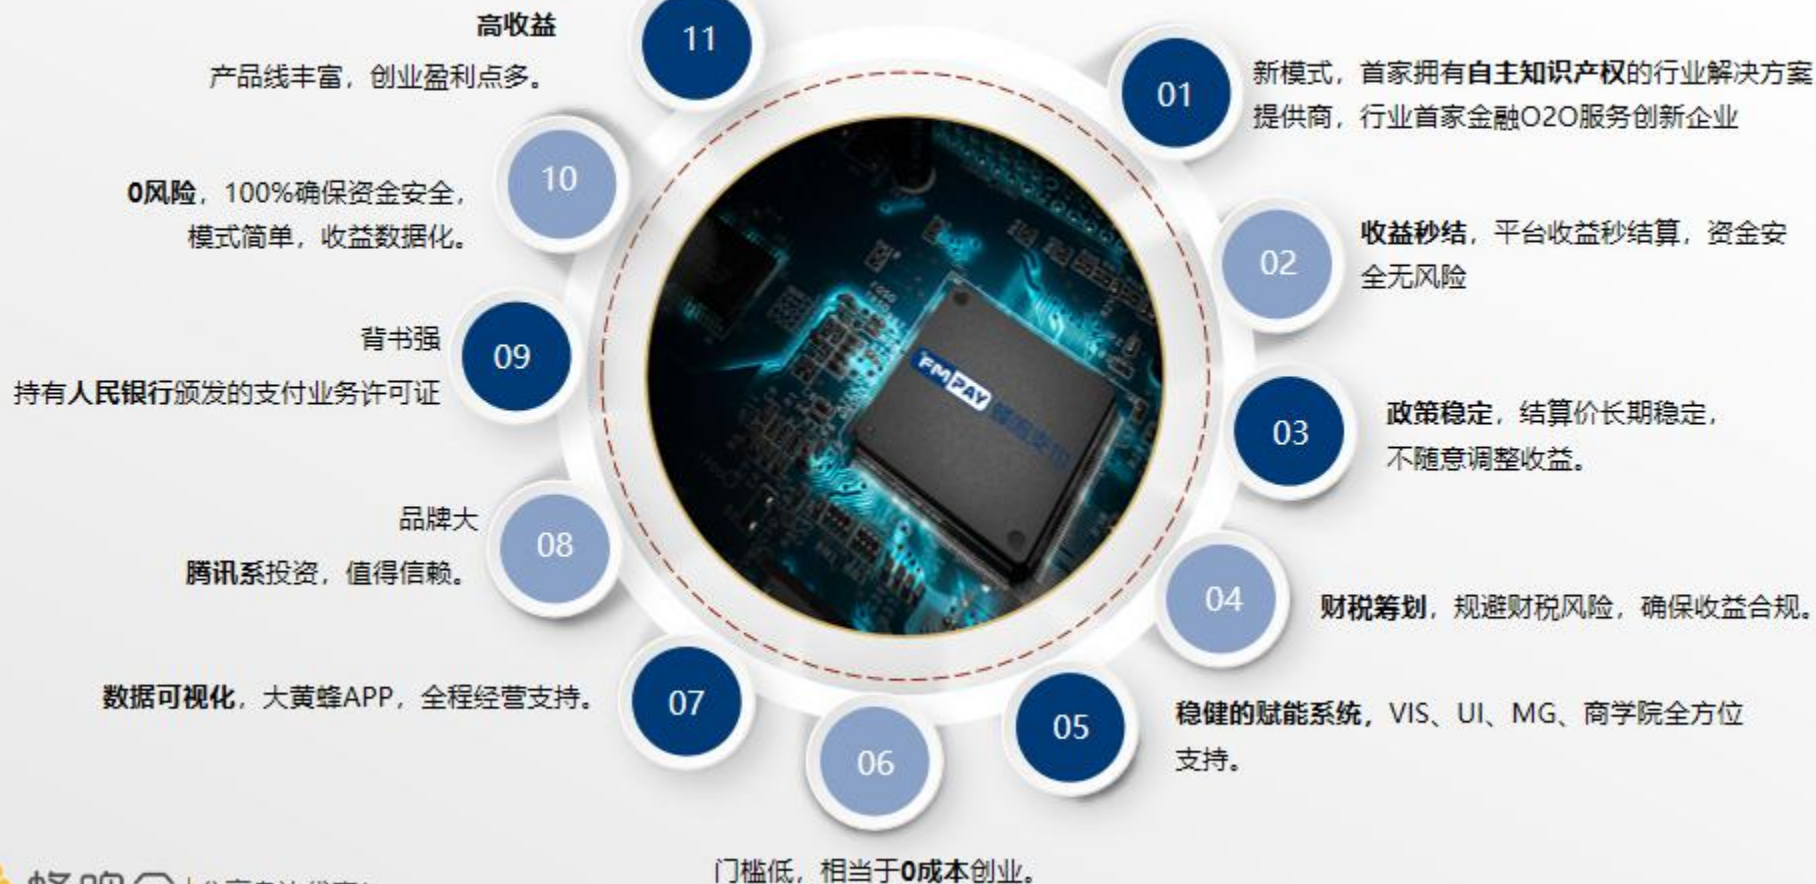 01
新模式，首家拥有自主知识产权的行业解决方案
提供商，行业首家金融O2O服务创新企业
02
收益秒结，平台收益秒结算，资金安
全无风险
03
政策稳定，结算价长期稳定，
不随意调整收益。
04
财税筹划，规避财税风险，确保收益合规。
05
稳健的赋能系统，VIS、UI、MG、商学院全方位
支持。
06
门槛低，相当于0成本创业。
07
数据可视化，大黄蜂APP，全程经营支持。
08
品牌大
腾讯系投资，值得信赖。
09
背书强
持有人民银行颁发的支付业务许可证
10
0风险，100%确保资金安全，
模式简单，收益数据化。
11
高收益
产品线丰富，创业盈利点多。
FMPAY